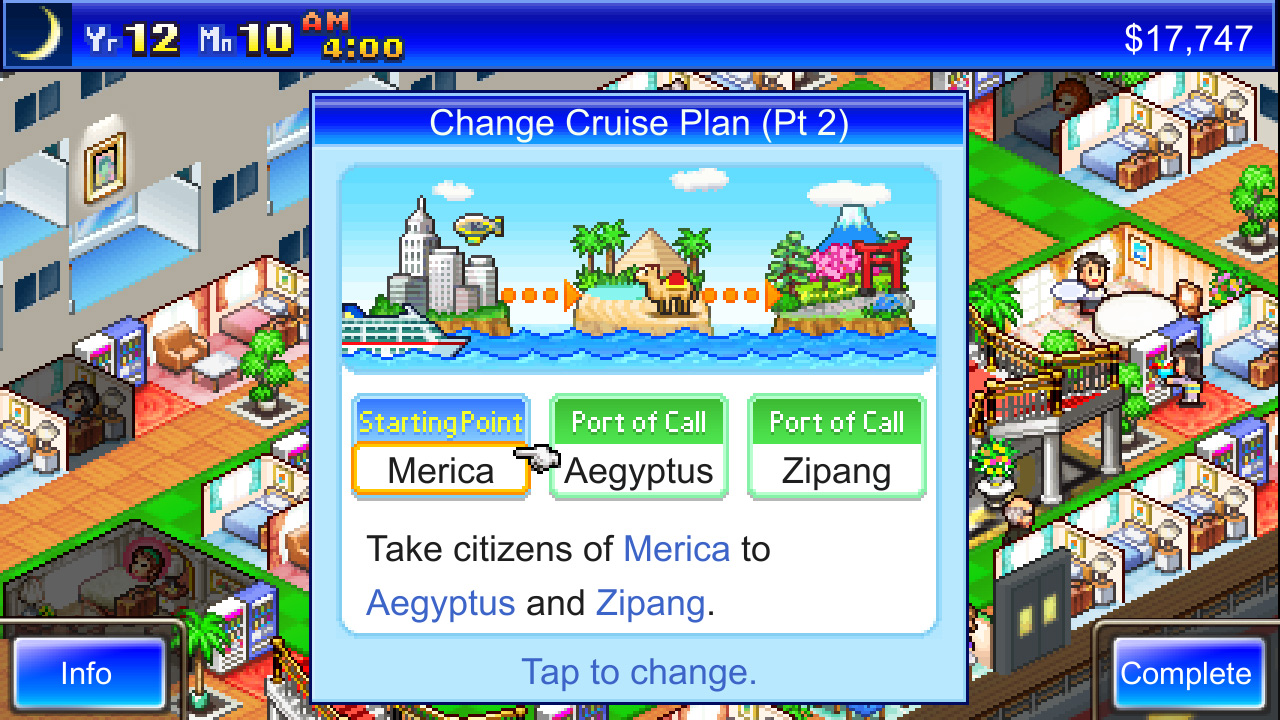 Yr 12 Mn 10 AM 4:00
$17,747
Change Cruise Plan (Pt 2)
Starting Point
Port of Call
Port of Call
Merica
Aegyptus
Zipang
Take citizens of Merica to
Aegyptus and Zipang.
Tap to change.
Info
Complete